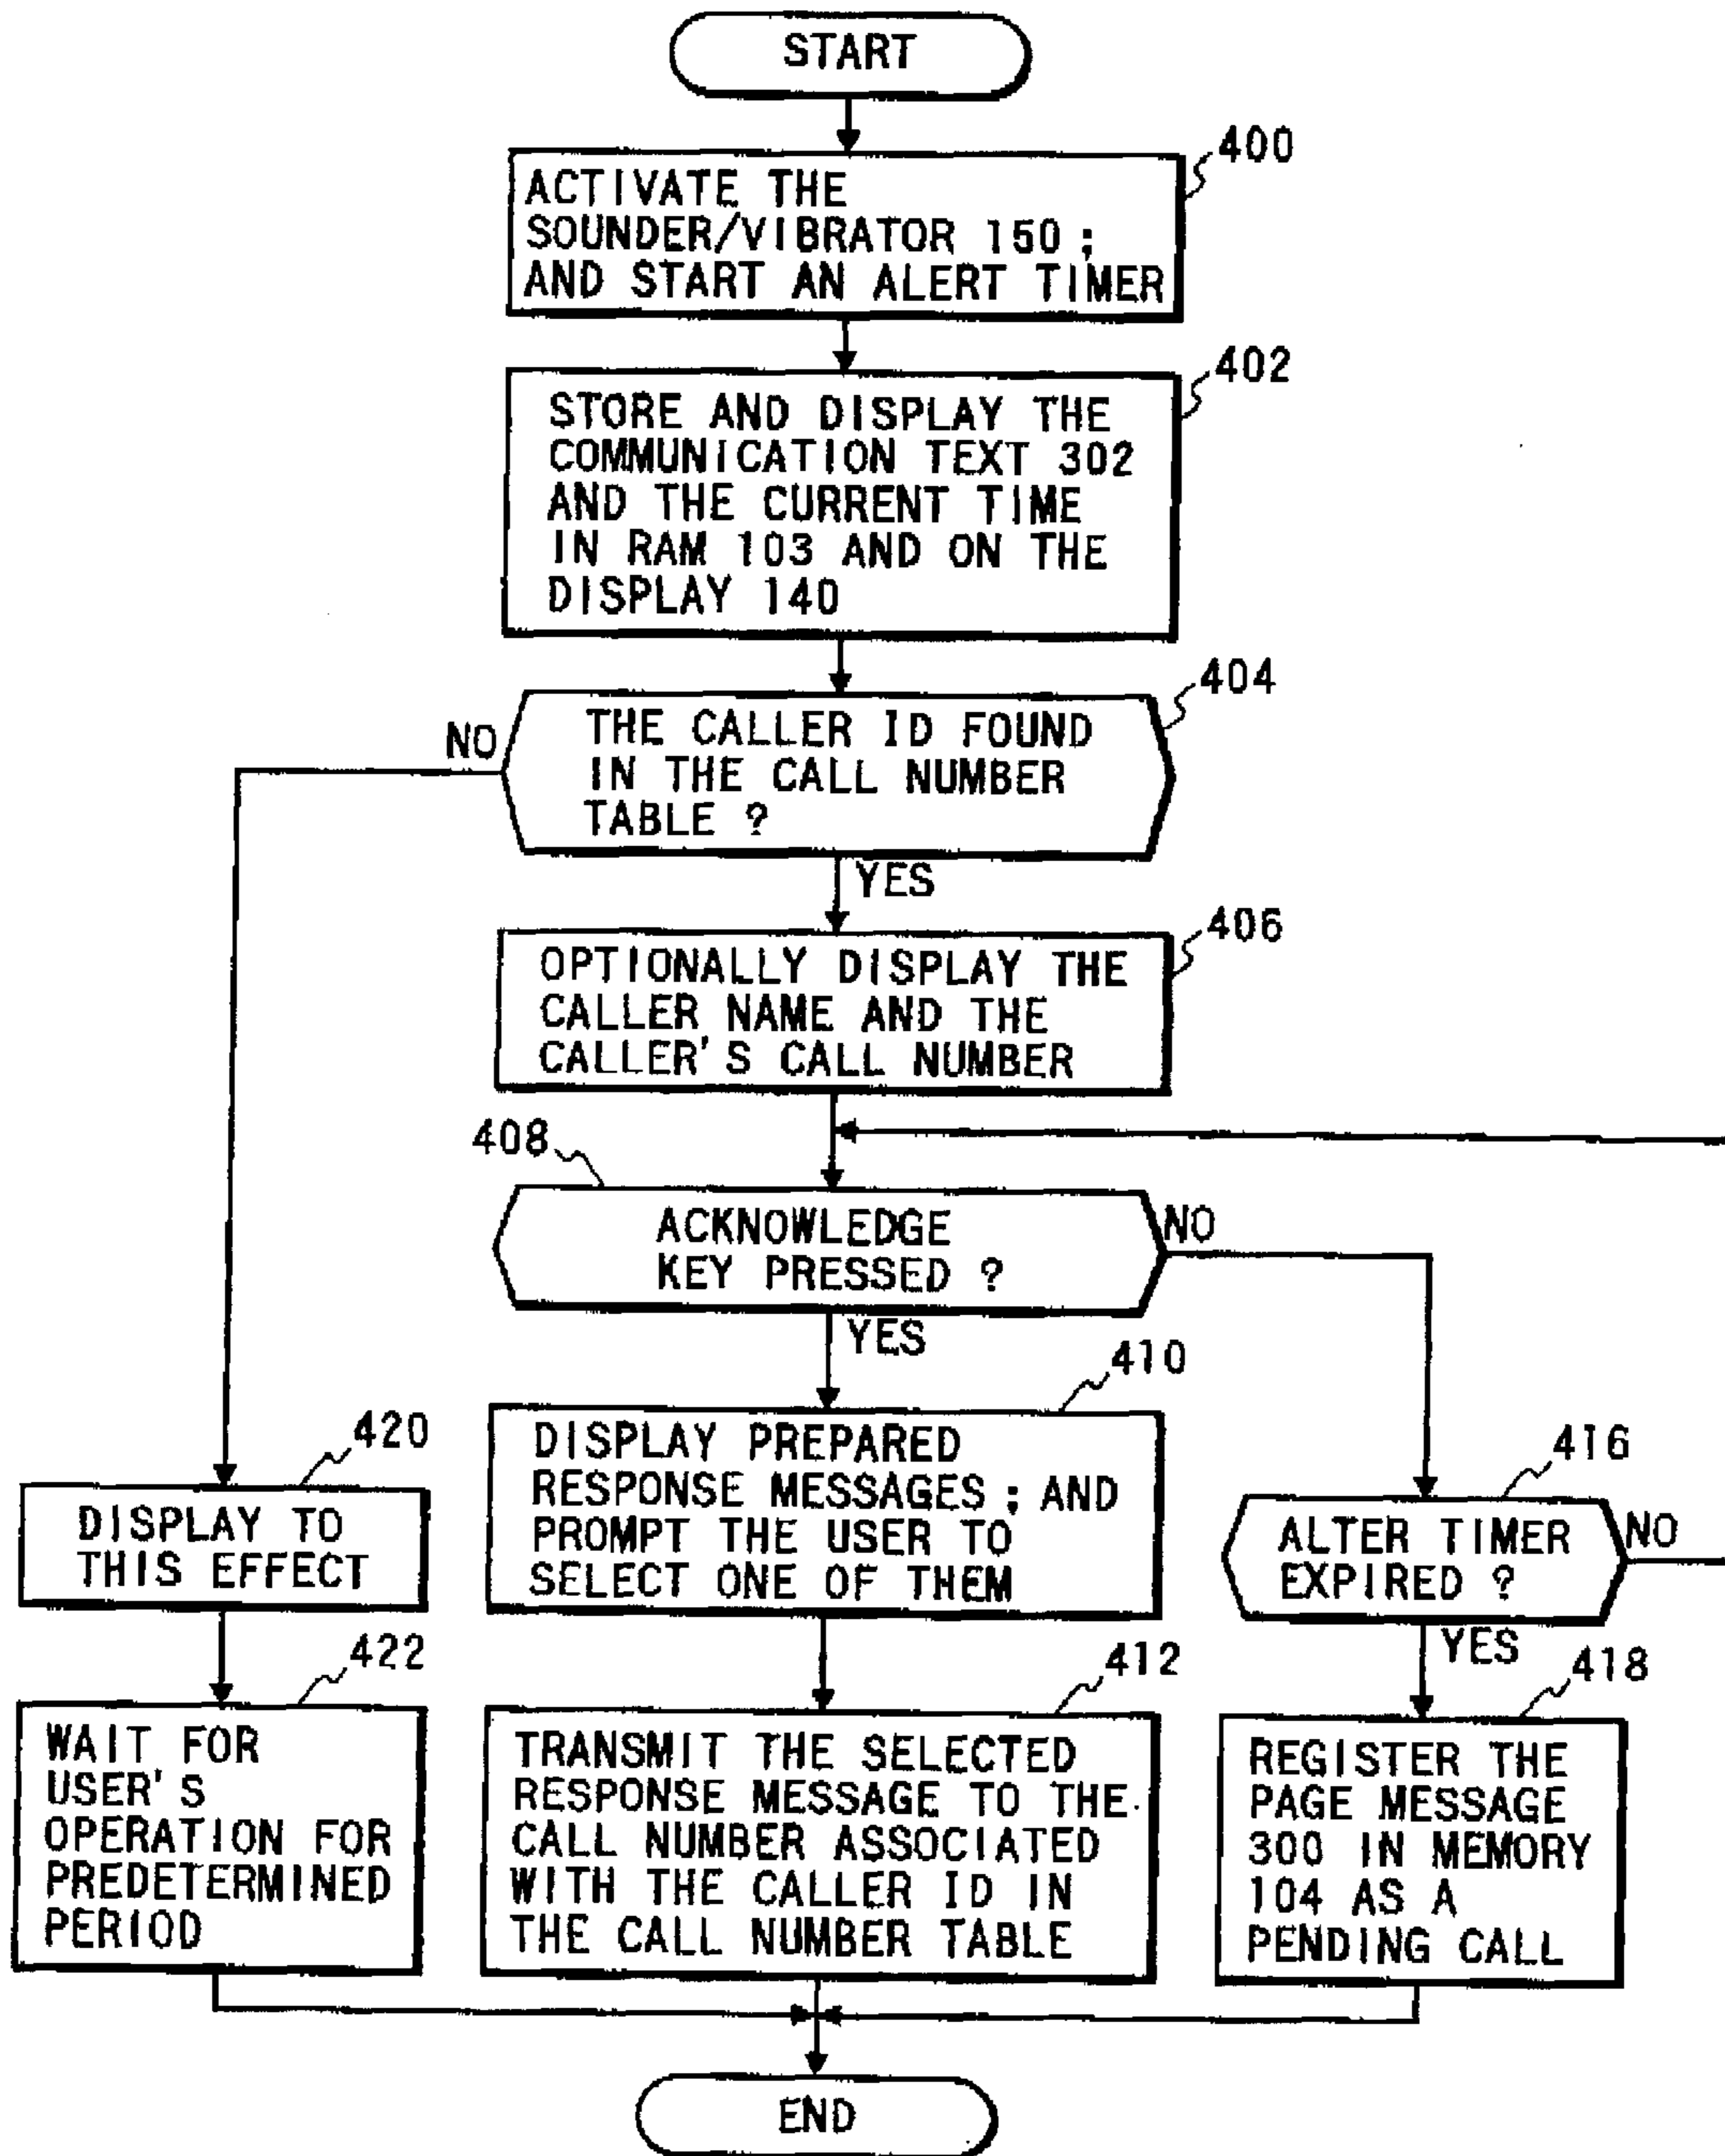 START
400
ACTIVATE THE
SOUNDER/VIBRATOR 150 ;
AND START AN ALERT TIMER
402
STORE AND DISPLAY THE
COMMUNICATION TEXT 302
AND THE CURRENT TIME
IN RAM 103 AND ON THE
DISPLAY 140
404
NO
THE CALLER ID FOUND
IN THE CALL NUMBER
TABLE ?
YES
406
OPTIONALLY DISPLAY THE
CALLER NAME AND THE
CALLER'S CALL NUMBER
408
ACKNOWLEDGE
KEY PRESSED ?
NO
YES
410
DISPLAY PREPARED
RESPONSE MESSAGES ; AND
PROMPT THE USER TO
SELECT ONE OF THEM
420
DISPLAY TO
THIS EFFECT
416
ALTER TIMER
EXPIRED ?
NO
YES
422
WAIT FOR
USER'S
OPERATION FOR
PREDETERMINED
PERIOD
412
TRANSMIT THE SELECTED
RESPONSE MESSAGE TO THE
CALL NUMBER ASSOCIATED
WITH THE CALLER ID IN
THE CALL NUMBER TABLE
418
REGISTER THE
PAGE MESSAGE
300 IN MEMORY
104 AS A
PENDING CALL
END